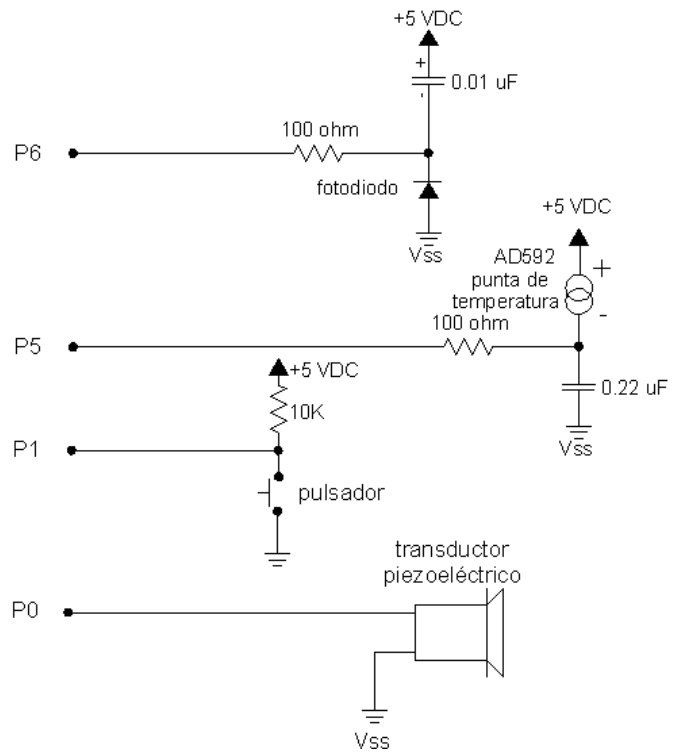 +5 VDC
+
0.01 uF
-
100 ohm
P6
fotodiodo
Vss
+5 VDC
AD592
punta de
temperatura
+
-
100 ohm
P5
0.22 uF
Vss
+5 VDC
10K
P1
pulsador
transductor
piezoeléctrico
P0
Vss